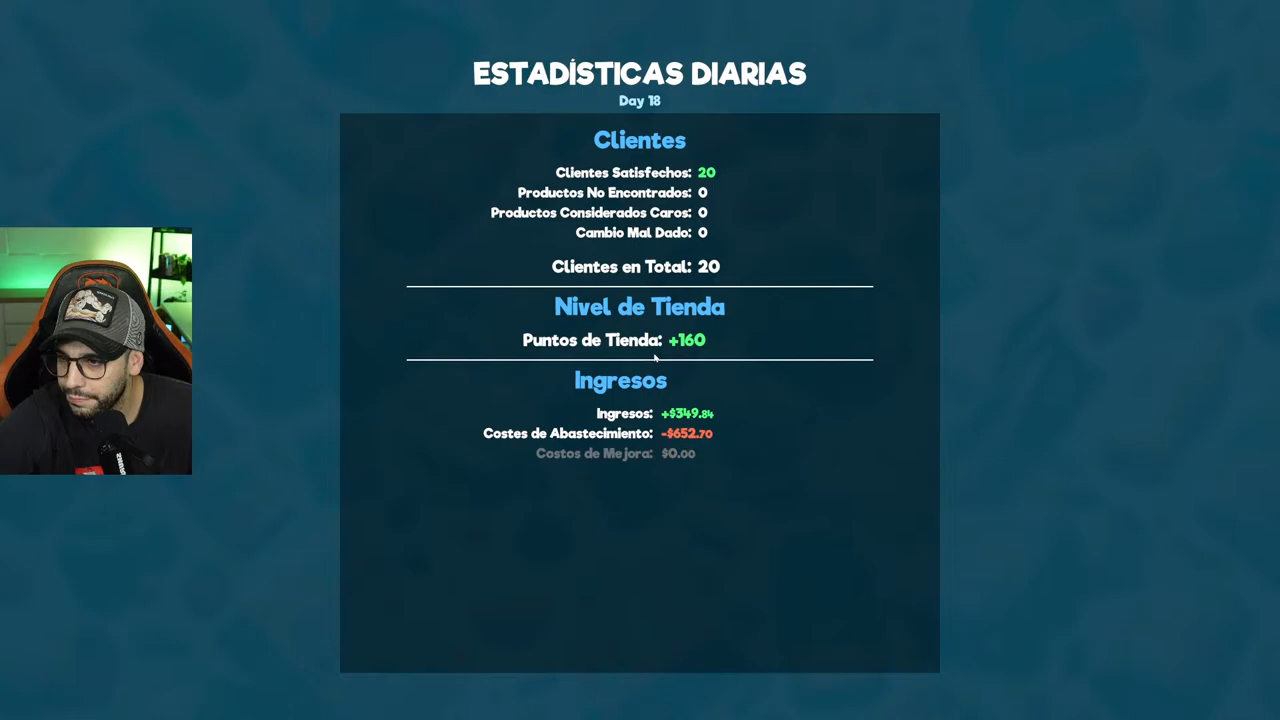 ESTADÍSTICAS DIARIAS
Day 18
Clientes
Clientes Satisfechos: 20
Productos No Encontrados: 0
Productos Considerados Caros: 0
Cambio Mal Dado: 0
Clientes en Total: 20
Nivel de Tienda
Puntos de Tienda: +160
Ingresos
Ingresos: +$349.84
Costes de Abastecimiento: -$652.70
Costos de Mejora: $0.00